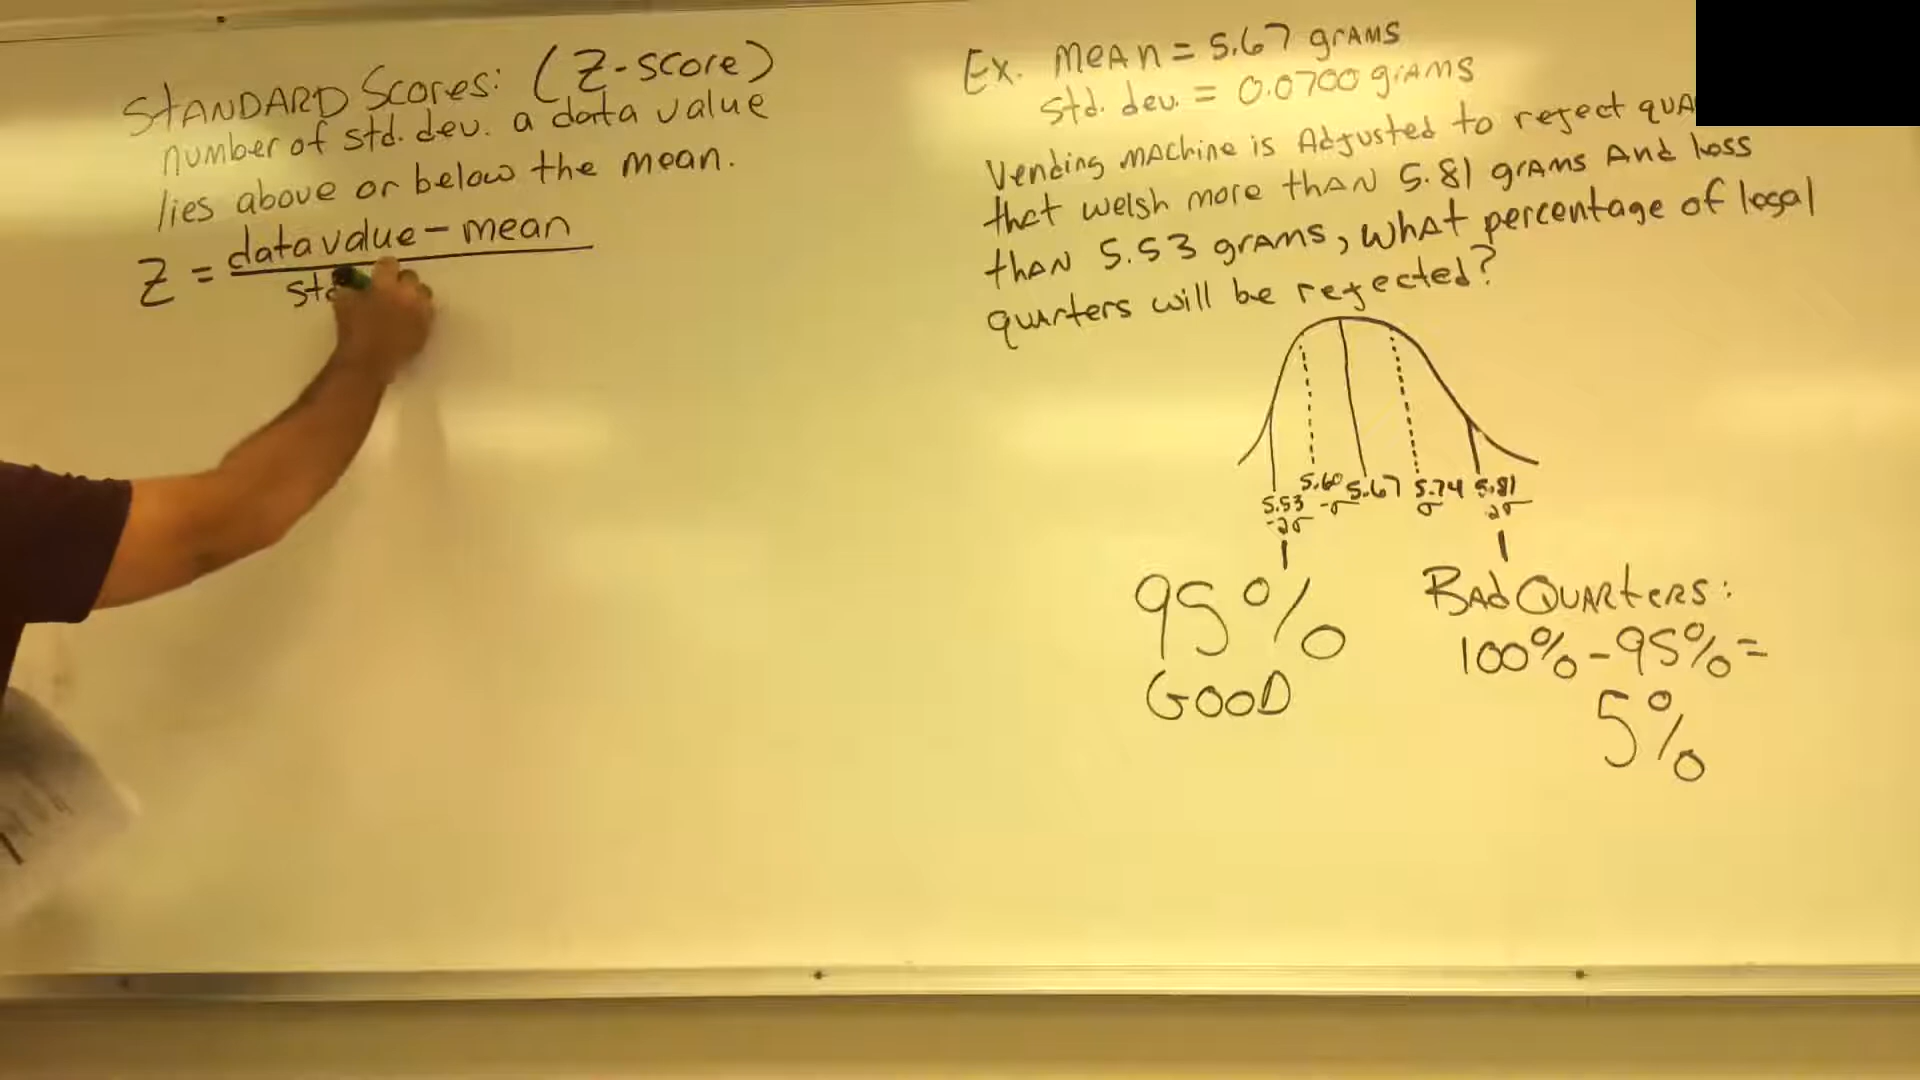 STANDARD Scores: (Z-score)
number of std. dev. a data value
lies above or below the mean.
Z = data value - mean
std
Ex. MEAN = 5.67 grAMS
Std. dev. = 0.0700 grAMS
Vending MAChine is Adjusted to reject QUA
that weigh more than 5.81 grAMS And less
than 5.53 grAMS, what percentage of legal
quarters will be rejected?
5.53 5.60 5.67 5.74 5.81
-2σ -σ σ 2σ
95% GOOD
BAd QUArters:
100% - 95% =
5%